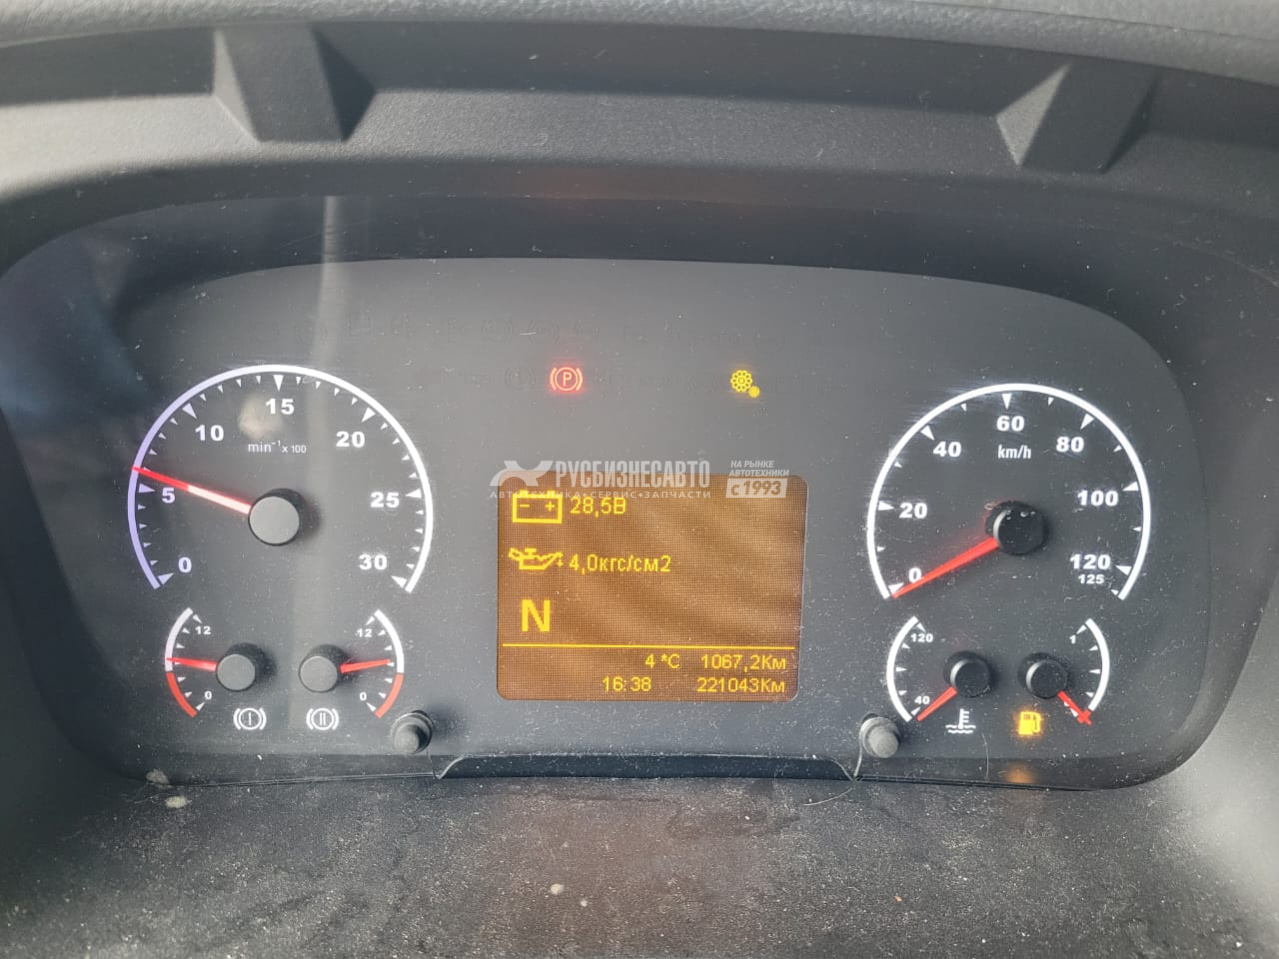 15
10
20
min⁻¹ x 100
5
25
0
30
12
0
12
0
P
РУСБИЗНЕСАВТО
АВТОТЕХНИКА•СЕРВИС•ЗАПЧАСТИ
НА РЫНКЕ
АВТОТЕХНИКИ
с 1993
28,5В
4,0кгс/см2
N
4 °C 1067,2Км
16:38 221043Км
60
40
80
km/h
20
100
0
120
125
120
40
1